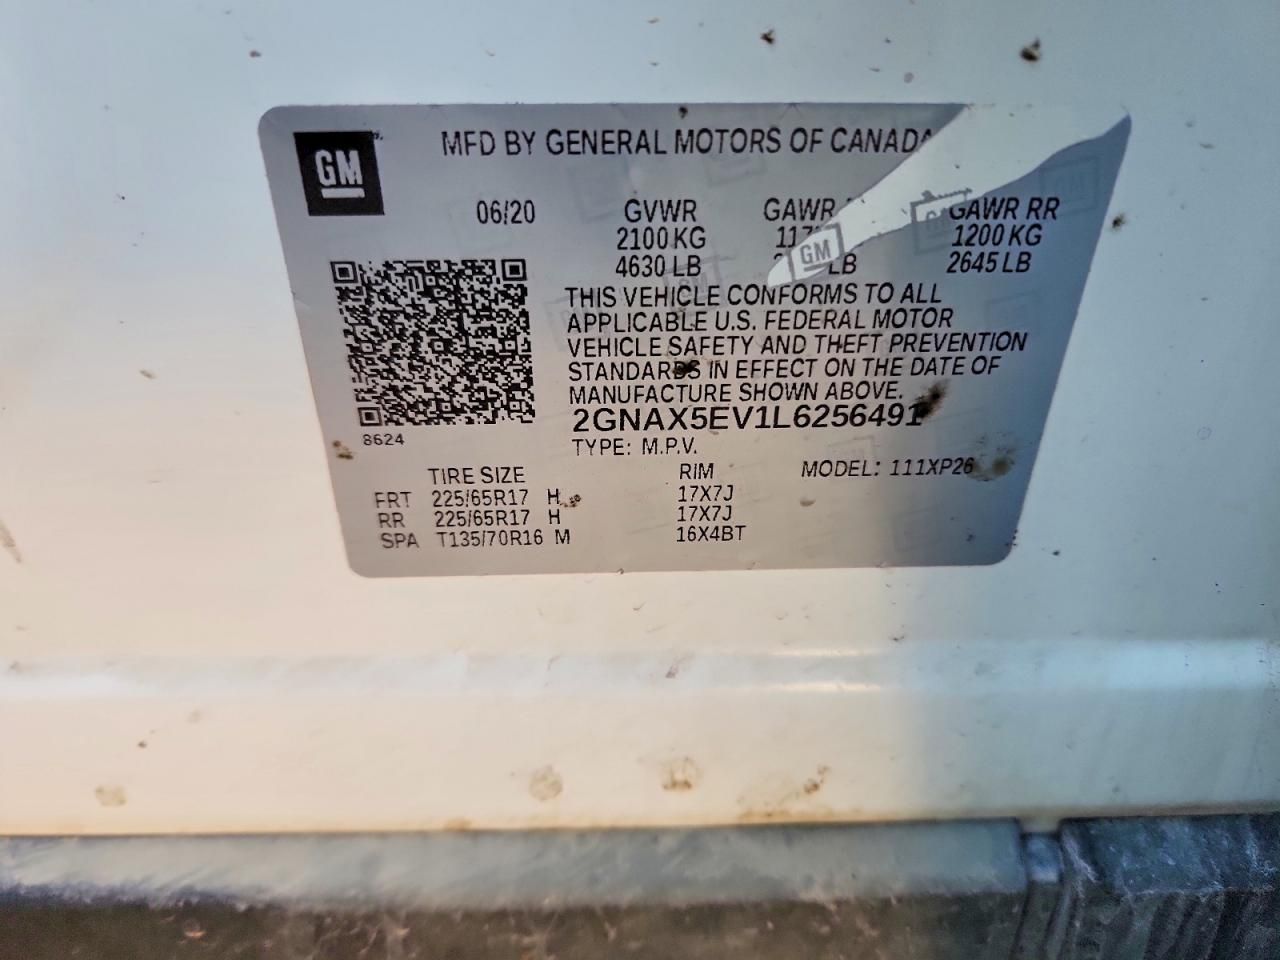 GM
MFD BY GENERAL MOTORS OF CANADA
06/20 GVWR GAWR GAWR RR
2100 KG 1200 KG
4630 LB LB 2645 LB
GM
THIS VEHICLE CONFORMS TO ALL
APPLICABLE U.S. FEDERAL MOTOR
VEHICLE SAFETY AND THEFT PREVENTION
STANDARDS IN EFFECT ON THE DATE OF
MANUFACTURE SHOWN ABOVE.
2GNAX5EV1L6256491
8624
TYPE: M.P.V.
TIRE SIZE RIM MODEL: 111XP26
FRT 225/65R17 H 17X7J
RR 225/65R17 H 17X7J
SPA T135/70R16 M 16X4BT